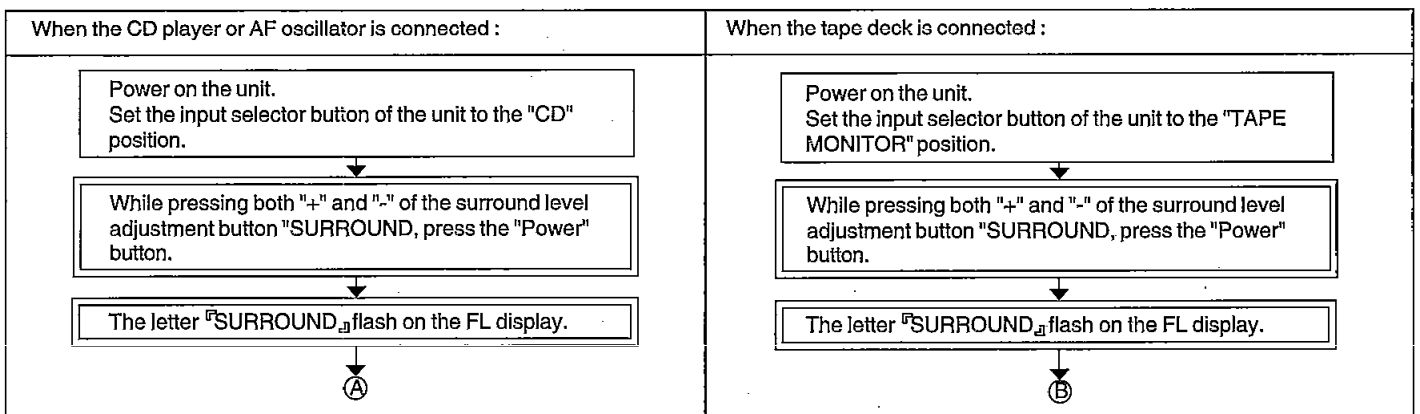 When the CD player or AF oscillator is connected :
Power on the unit.
Set the input selector button of the unit to the "CD"
position.
While pressing both "+" and "-" of the surround level
adjustment button "SURROUND, press the "Power"
button.
The letter『SURROUND』flash on the FL display.
Ⓐ
When the tape deck is connected :
Power on the unit.
Set the input selector button of the unit to the "TAPE
MONITOR" position.
While pressing both "+" and "-" of the surround level
adjustment button "SURROUND, press the "Power"
button.
The letter『SURROUND』flash on the FL display.
Ⓑ